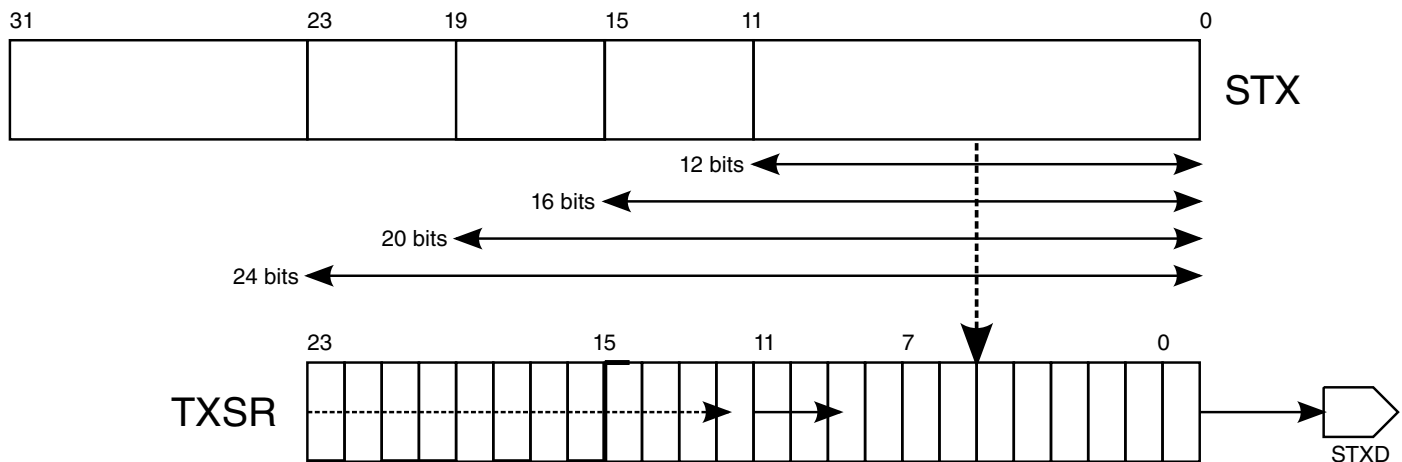 31 23 19 15 11 0
STX
12 bits
16 bits
20 bits
24 bits
23 15 11 7 0
TXSR
STXD